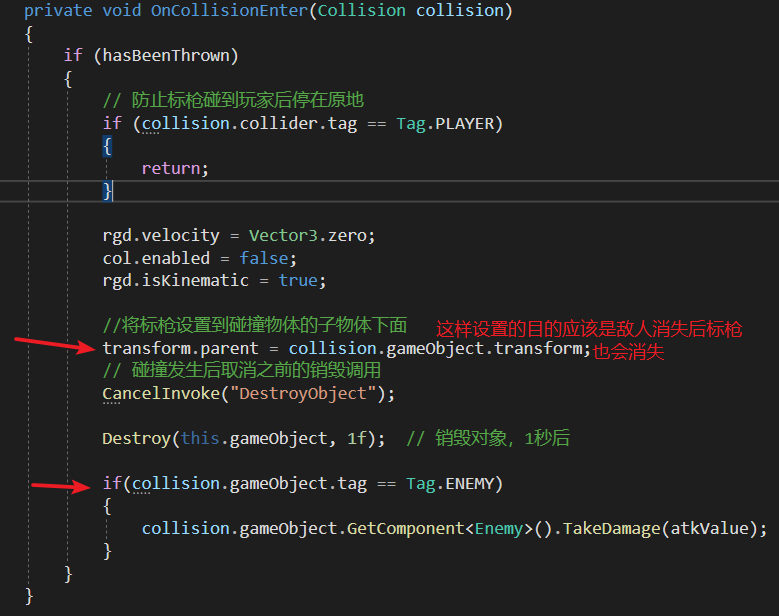 private void OnCollisionEnter(Collision collision)
{
if (hasBeenThrown)
{
// 防止标枪碰到玩家后停在原地
if (collision.collider.tag == Tag.PLAYER)
{
return;
}
rgd.velocity = Vector3.zero;
col.enabled = false;
rgd.isKinematic = true;
//将标枪设置到碰撞物体的子物体下面 这样设置的目的应该是敌人消失后标枪
transform.parent = collision.gameObject.transform;也会消失
// 碰撞发生后取消之前的销毁调用
CancelInvoke("DestroyObject");
Destroy(this.gameObject, 1f); // 销毁对象, 1秒后
if(collision.gameObject.tag == Tag.ENEMY)
{
collision.gameObject.GetComponent<Enemy>().TakeDamage(atkValue);
}
}
}